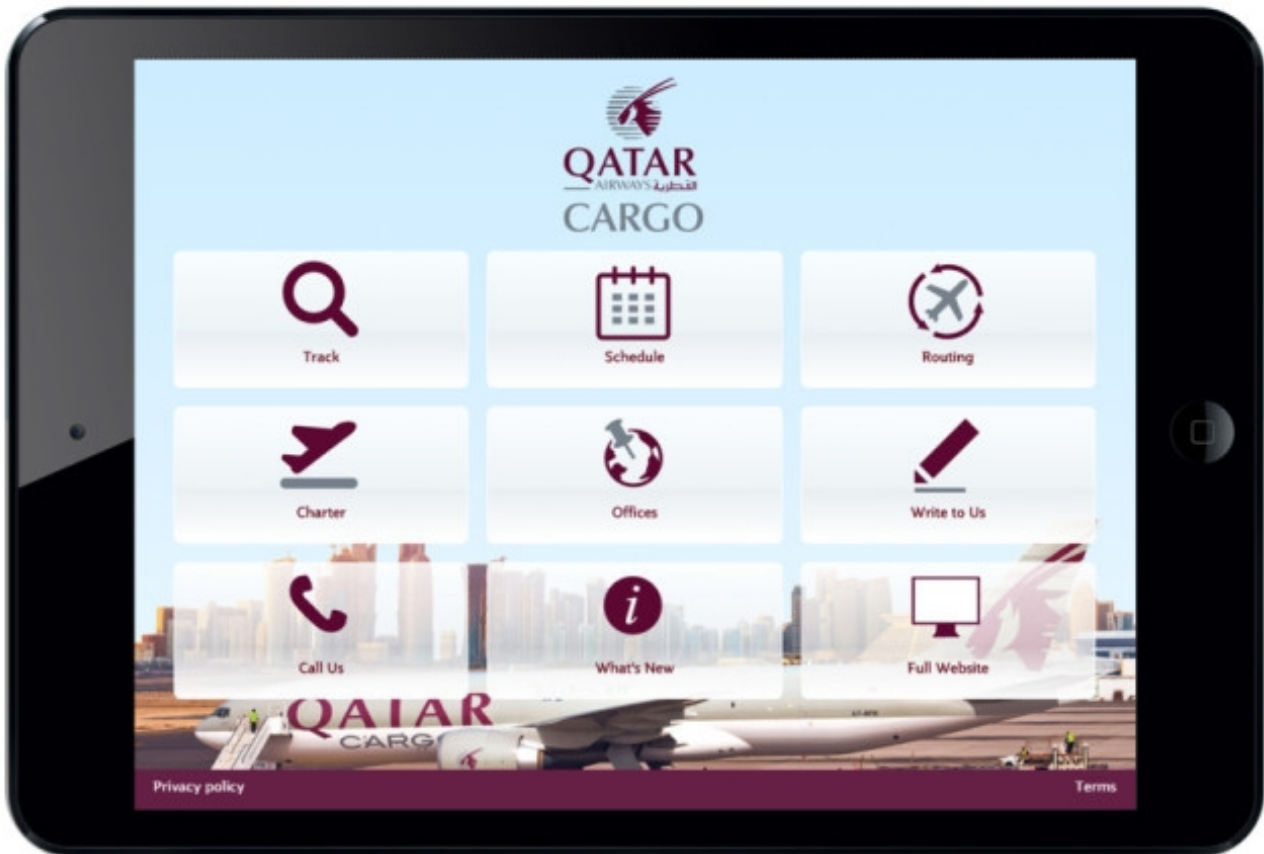 QATAR
AIRWAYS القطرية
CARGO
Track
Schedule
Routing
Charter
Offices
Write to Us
Call Us
What's New
Full Website
QATAR
CARGO
Privacy policy
Terms